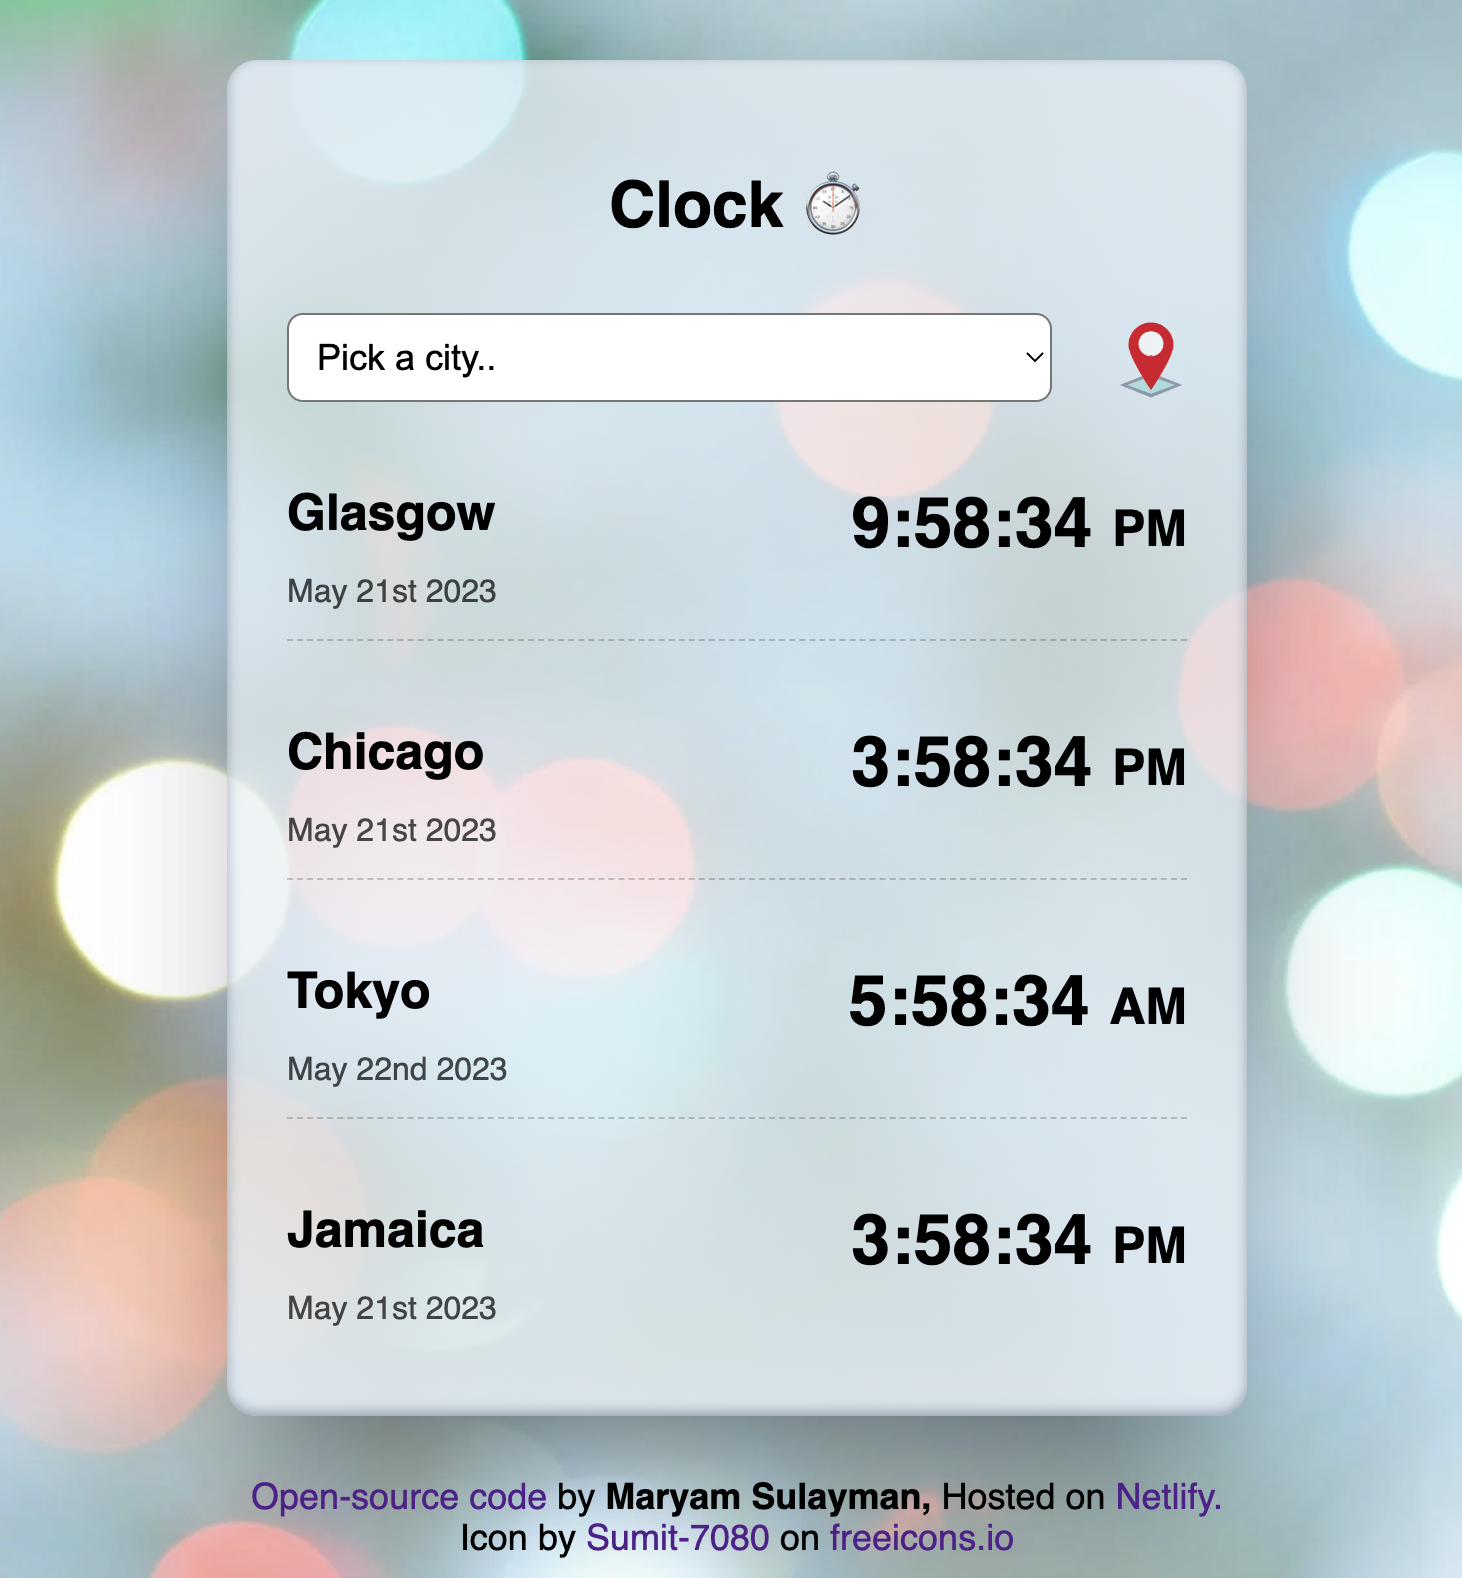 Clock
Pick a city..
Glasgow 9:58:34 PM
May 21st 2023
Chicago 3:58:34 PM
May 21st 2023
Tokyo 5:58:34 AM
May 22nd 2023
Jamaica 3:58:34 PM
May 21st 2023
Open-source code by Maryam Sulayman, Hosted on Netlify.
Icon by Sumit-7080 on freeicons.io